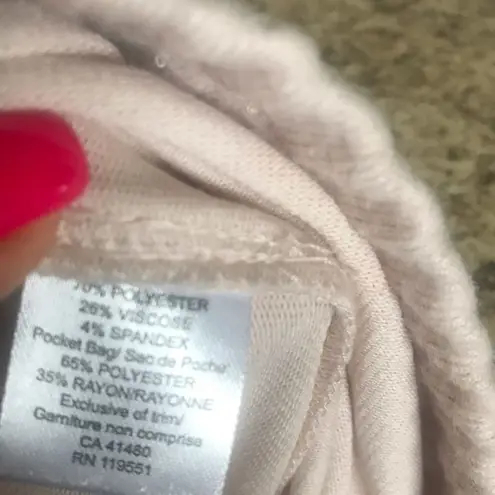 70% POLYESTER
26% VISCOSE
4% SPANDEX
Pocket Bag/ Sac de Poche
65% POLYESTER
35% RAYON/RAYONNE
Exclusive of trim/
Garniture non comprise
CA 41480
RN 119551